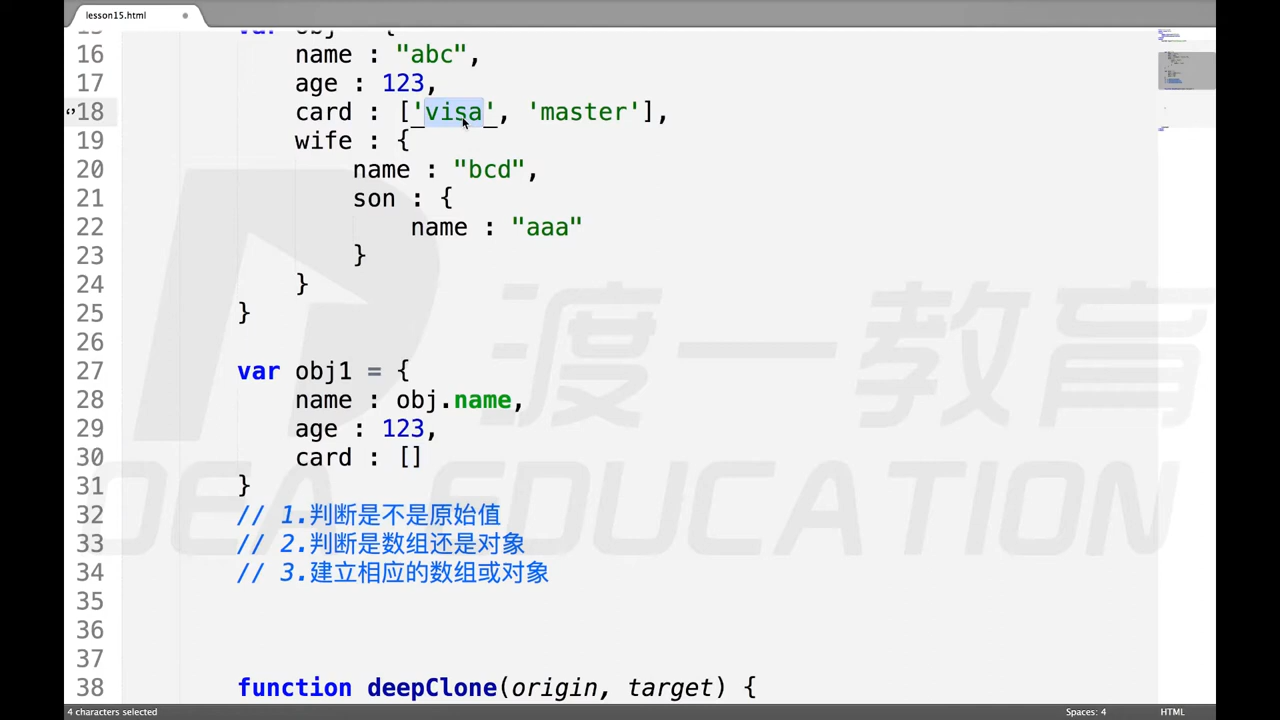 lesson15.html
15 var obj = {
16 name : "abc",
17 age : 123,
18 card : ['visa', 'master'],
19 wife : {
20 name : "bcd",
21 son : {
22 name : "aaa"
23 }
24 }
25 }
26
27 var obj1 = {
28 name : obj.name,
29 age : 123,
30 card : []
31 }
32 // 1.判断是不是原始值
33 // 2.判断是数组还是对象
34 // 3.建立相应的数组或对象
35
36
37
38 function deepClone(origin, target) {
渡一教育
DEA EDUCATION
4 characters selected
Spaces: 4
HTML